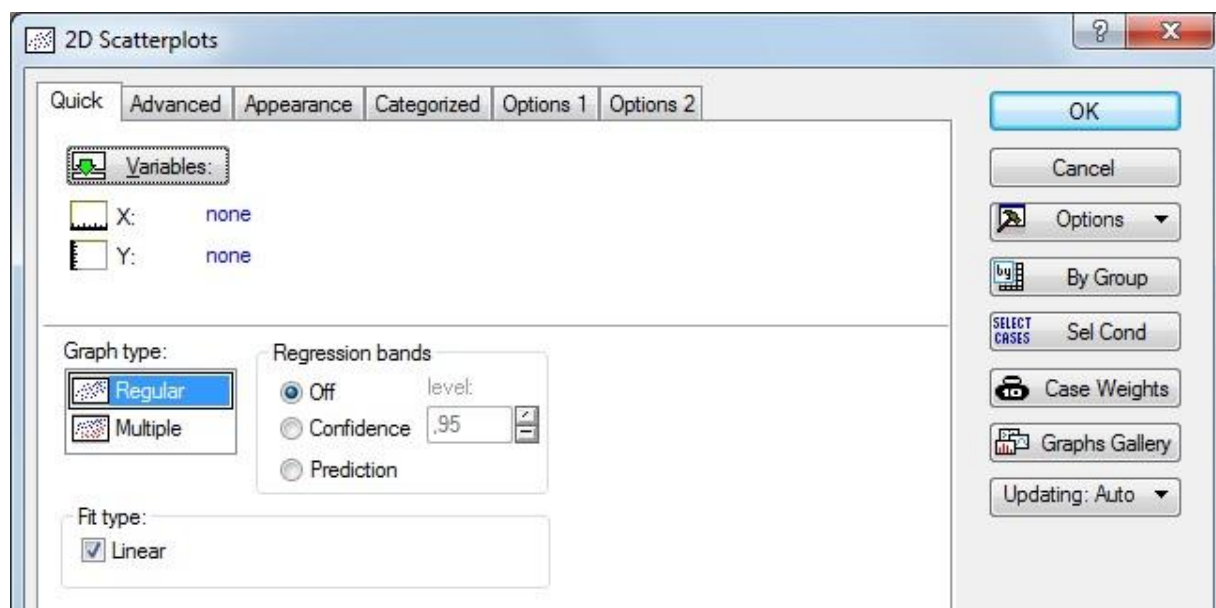 2D Scatterplots
?
X
Quick
Advanced
Appearance
Categorized
Options 1
Options 2
Variables:
X: none
Y: none
Graph type:
Regular
Multiple
Regression bands
Off
level:
Confidence
,95
Prediction
Fit type:
Linear
OK
Cancel
Options
by
By Group
SELECT
CASES
Sel Cond
Case Weights
Graphs Gallery
Updating: Auto